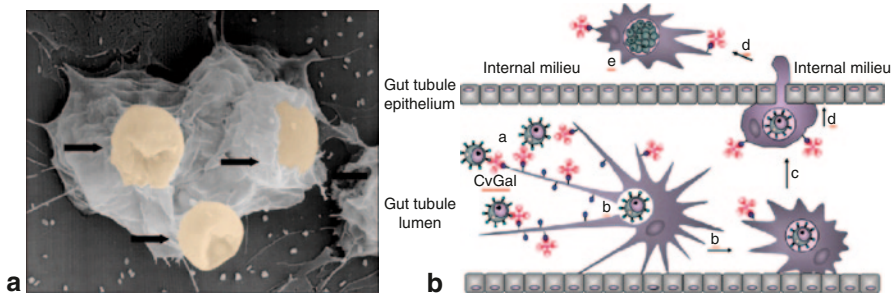 a
b
Internal milieu
d
Internal milieu
e
Gut tubule
epithelium
d
a
CvGal
c
Gut tubule
lumen
b
b